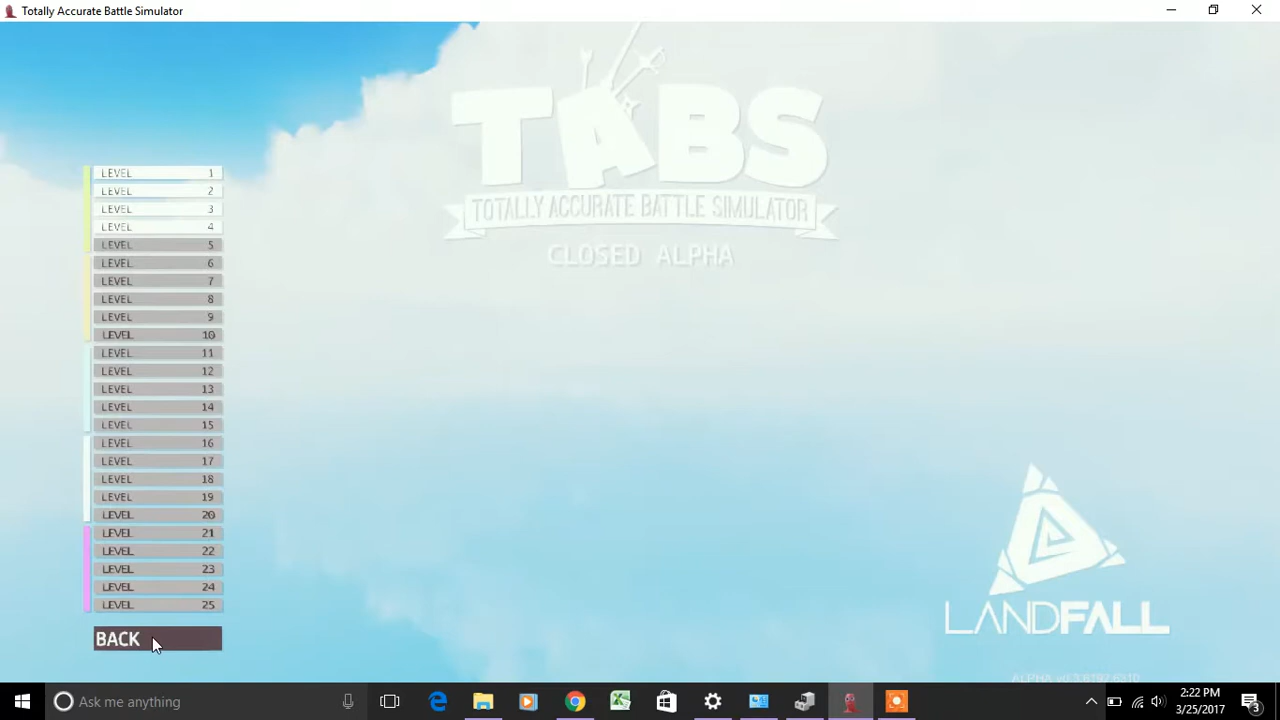 Totally Accurate Battle Simulator
TABS
TOTALLY ACCURATE BATTLE SIMULATOR
CLOSED ALPHA
LEVEL 1
LEVEL 2
LEVEL 3
LEVEL 4
LEVEL 5
LEVEL 6
LEVEL 7
LEVEL 8
LEVEL 9
LEVEL 10
LEVEL 11
LEVEL 12
LEVEL 13
LEVEL 14
LEVEL 15
LEVEL 16
LEVEL 17
LEVEL 18
LEVEL 19
LEVEL 20
LEVEL 21
LEVEL 22
LEVEL 23
LEVEL 24
LEVEL 25
BACK
LANDFALL
ALPHA
Ask me anything
2:22 PM
3/25/2017
3